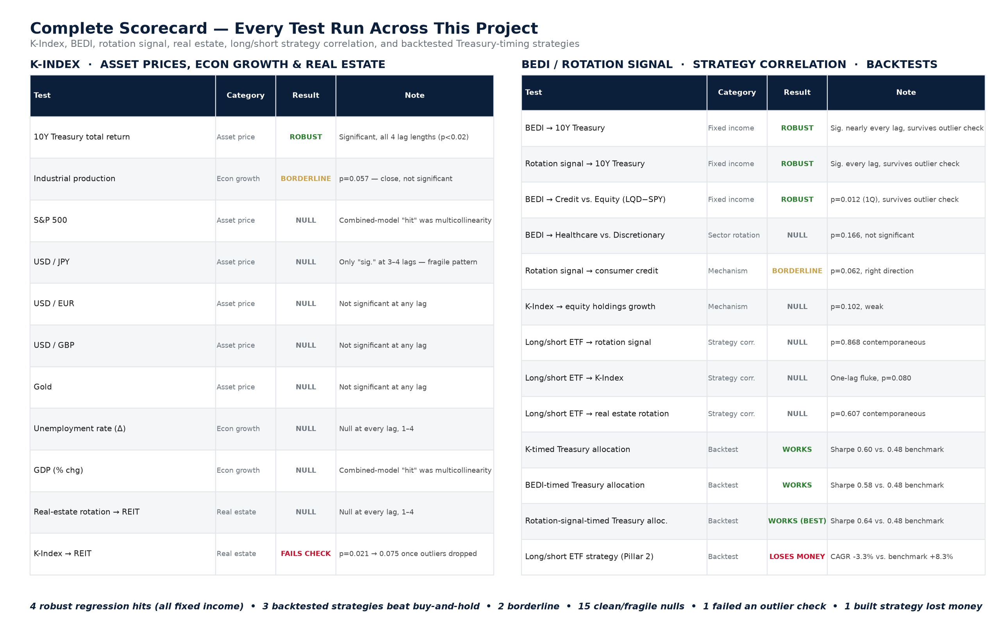 Complete Scorecard — Every Test Run Across This Project
K-Index, BEDI, rotation signal, real estate, long/short strategy correlation, and backtested Treasury-timing strategies
K-INDEX · ASSET PRICES, ECON GROWTH & REAL ESTATE
Test Category Result Note
10Y Treasury total return Asset price ROBUST Significant, all 4 lag lengths (p<0.02)
Industrial production Econ growth BORDERLINE p=0.057 — close, not significant
S&P 500 Asset price NULL Combined-model "hit" was multicollinearity
USD / JPY Asset price NULL Only "sig." at 3–4 lags — fragile pattern
USD / EUR Asset price NULL Not significant at any lag
USD / GBP Asset price NULL Not significant at any lag
Gold Asset price NULL Not significant at any lag
Unemployment rate (Δ) Econ growth NULL Null at every lag, 1–4
GDP (% chg) Econ growth NULL Combined-model "hit" was multicollinearity
Real-estate rotation → REIT Real estate NULL Null at every lag, 1–4
K-Index → REIT Real estate FAILS CHECK p=0.021 → 0.075 once outliers dropped
BEDI / ROTATION SIGNAL · STRATEGY CORRELATION · BACKTESTS
Test Category Result Note
BEDI → 10Y Treasury Fixed income ROBUST Sig. nearly every lag, survives outlier check
Rotation signal → 10Y Treasury Fixed income ROBUST Sig. every lag, survives outlier check
BEDI → Credit vs. Equity (LQD−SPY) Fixed income ROBUST p=0.012 (1Q), survives outlier check
BEDI → Healthcare vs. Discretionary Sector rotation NULL p=0.166, not significant
Rotation signal → consumer credit Mechanism BORDERLINE p=0.062, right direction
K-Index → equity holdings growth Mechanism NULL p=0.102, weak
Long/short ETF → rotation signal Strategy corr. NULL p=0.868 contemporaneous
Long/short ETF → K-Index Strategy corr. NULL One-lag fluke, p=0.080
Long/short ETF → real estate rotation Strategy corr. NULL p=0.607 contemporaneous
K-timed Treasury allocation Backtest WORKS Sharpe 0.60 vs. 0.48 benchmark
BEDI-timed Treasury allocation Backtest WORKS Sharpe 0.58 vs. 0.48 benchmark
Rotation-signal-timed Treasury alloc. Backtest WORKS (BEST) Sharpe 0.64 vs. 0.48 benchmark
Long/short ETF strategy (Pillar 2) Backtest LOSES MONEY CAGR -3.3% vs. benchmark +8.3%
4 robust regression hits (all fixed income) • 3 backtested strategies beat buy-and-hold • 2 borderline • 15 clean/fragile nulls • 1 failed an outlier check • 1 built strategy lost money